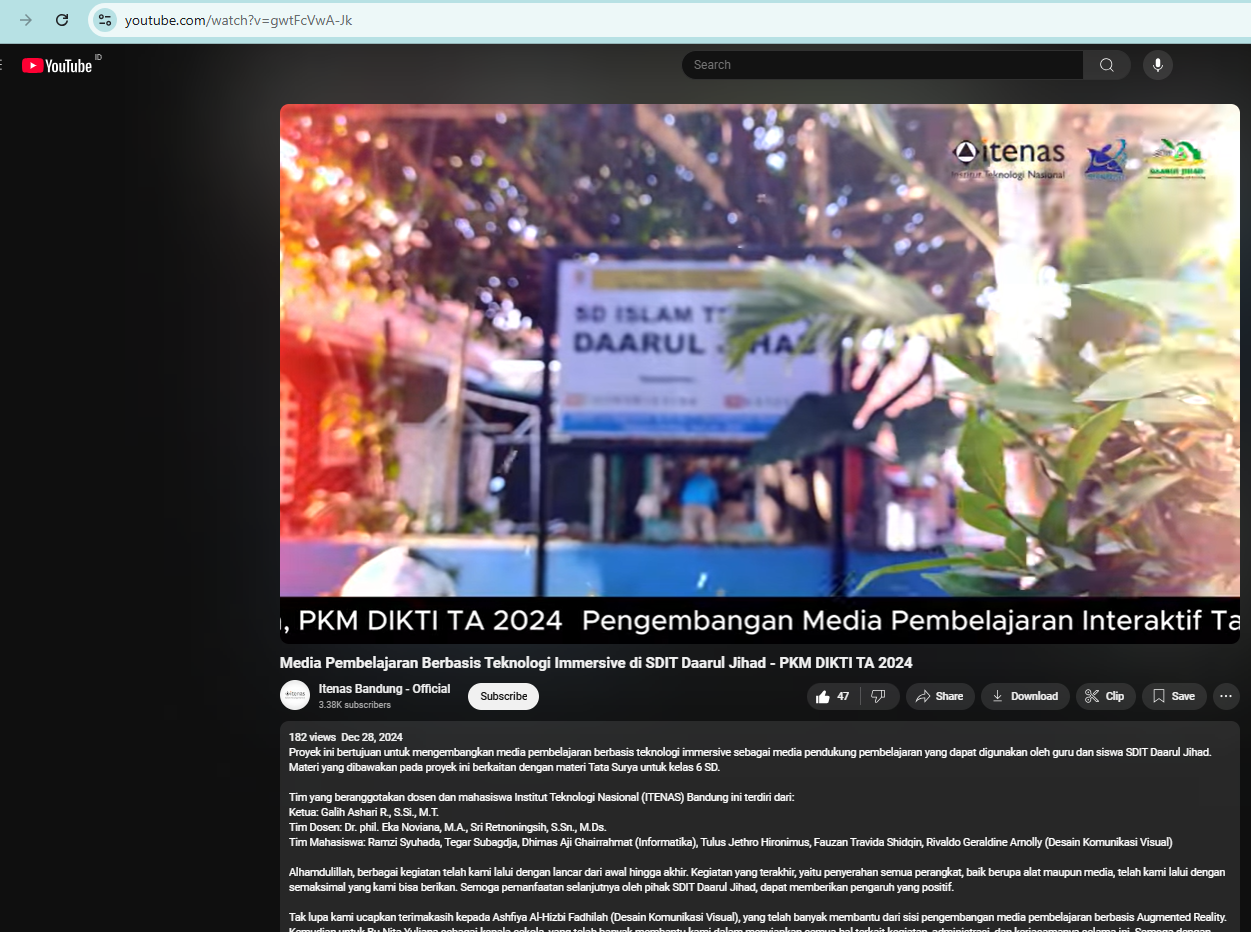 youtube.com/watch?v=gwtFcVwA-Jk
YouTube ID
Search
itenas
Institut Teknologi Nasional
DAARUL JIHAD
SD ISLAM
DAARUL
, PKM DIKTI TA 2024 Pengembangan Media Pembelajaran Interaktif Ta
Media Pembelajaran Berbasis Teknologi Immersive di SDIT Daarul Jihad - PKM DIKTI TA 2024
Itenas Bandung - Official
3.38K subscribers
Subscribe
47
Share
Download
Clip
Save
182 views Dec 28, 2024
Proyek ini bertujuan untuk mengembangkan media pembelajaran berbasis teknologi immersive sebagai media pendukung pembelajaran yang dapat digunakan oleh guru dan siswa SDIT Daarul Jihad.
Materi yang dibawakan pada proyek ini berkaitan dengan materi Tata Surya untuk kelas 6 SD.
Tim yang beranggotakan dosen dan mahasiswa Institut Teknologi Nasional (ITENAS) Bandung ini terdiri dari:
Ketua: Galih Ashari R., S.Si., M.T.
Tim Dosen: Dr. phil. Eka Noviana, M.A., Sri Retnoningsih, S.Sn., M.Ds.
Tim Mahasiswa: Ramzi Syuhada, Tegar Subagdja, Dhimas Aji Ghairrahmat (Informatika), Tulus Jethro Hironimus, Fauzan Travida Shidqin, Rivaldo Geraldine Arnolly (Desain Komunikasi Visual)
Alhamdulillah, berbagai kegiatan telah kami lalui dengan lancar dari awal hingga akhir. Kegiatan yang terakhir, yaitu penyerahan semua perangkat, baik berupa alat maupun media, telah kami lalui dengan
semaksimal yang kami bisa berikan. Semoga pemanfaatan selanjutnya oleh pihak SDIT Daarul Jihad, dapat memberikan pengaruh yang positif.
Tak lupa kami ucapkan terimakasih kepada Ashfiya Al-Hizbi Fadhilah (Desain Komunikasi Visual), yang telah banyak membantu dari sisi pengembangan media pembelajaran berbasis Augmented Reality.